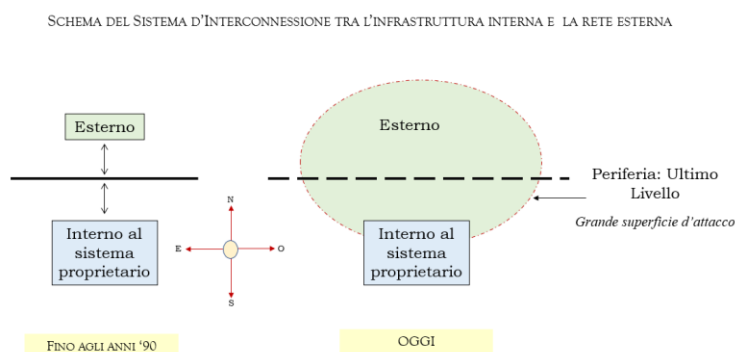 SCHEMA DEL SISTEMA D'INTERCONNESSIONE TRA L'INFRASTRUTTURA INTERNA E LA RETE ESTERNA
Esterno
Interno al
sistema
proprietario
FINO AGLI ANNI '90
N
E
O
S
Esterno
Interno al
sistema
proprietario
OGGI
Periferia: Ultimo
Livello
Grande superficie d'attacco